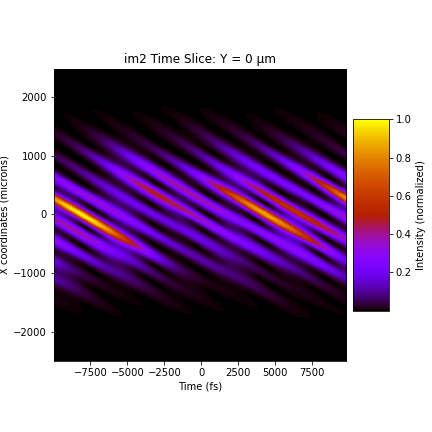 im2 Time Slice: Y = 0 μm
2000
1000
0
−1000
−2000
X coordinates (microns)
−7500 −5000 −2500 0 2500 5000 7500
Time (fs)
1.0
0.8
0.6
0.4
0.2
Intensity (normalized)